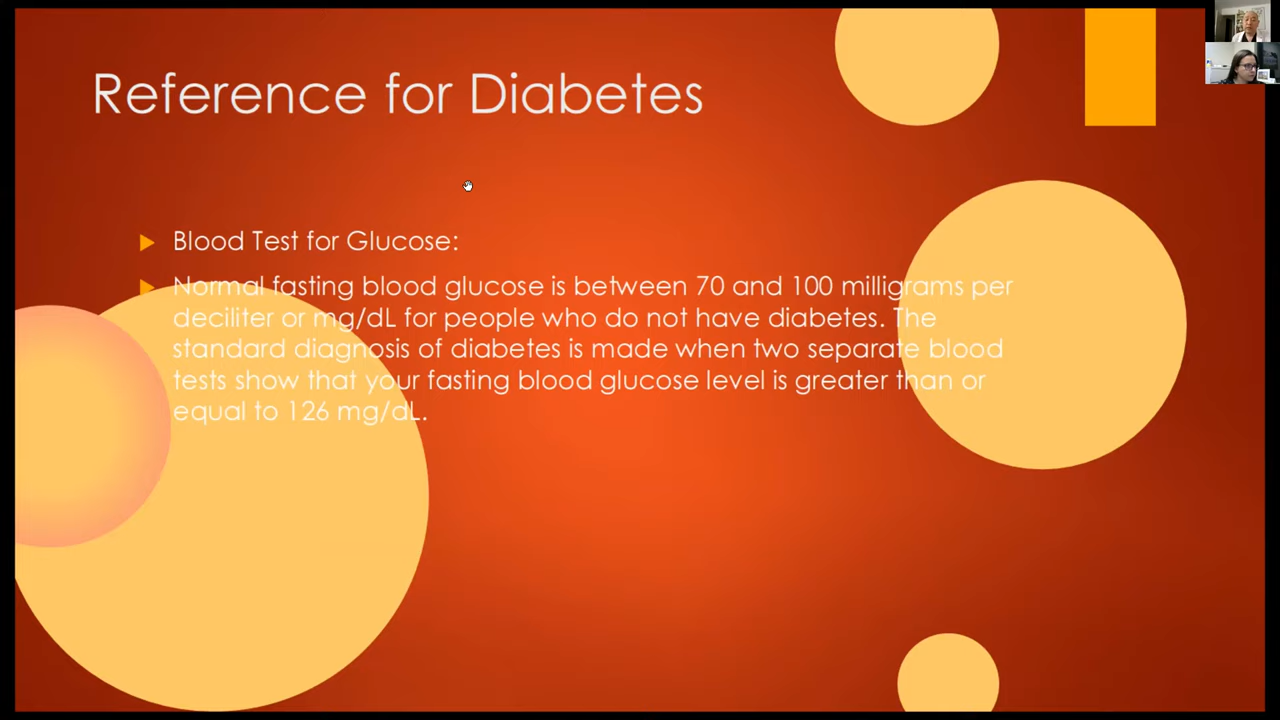 Reference for Diabetes
Blood Test for Glucose:
Normal fasting blood glucose is between 70 and 100 milligrams per
deciliter or mg/dL for people who do not have diabetes. The
standard diagnosis of diabetes is made when two separate blood
tests show that your fasting blood glucose level is greater than or
equal to 126 mg/dL.